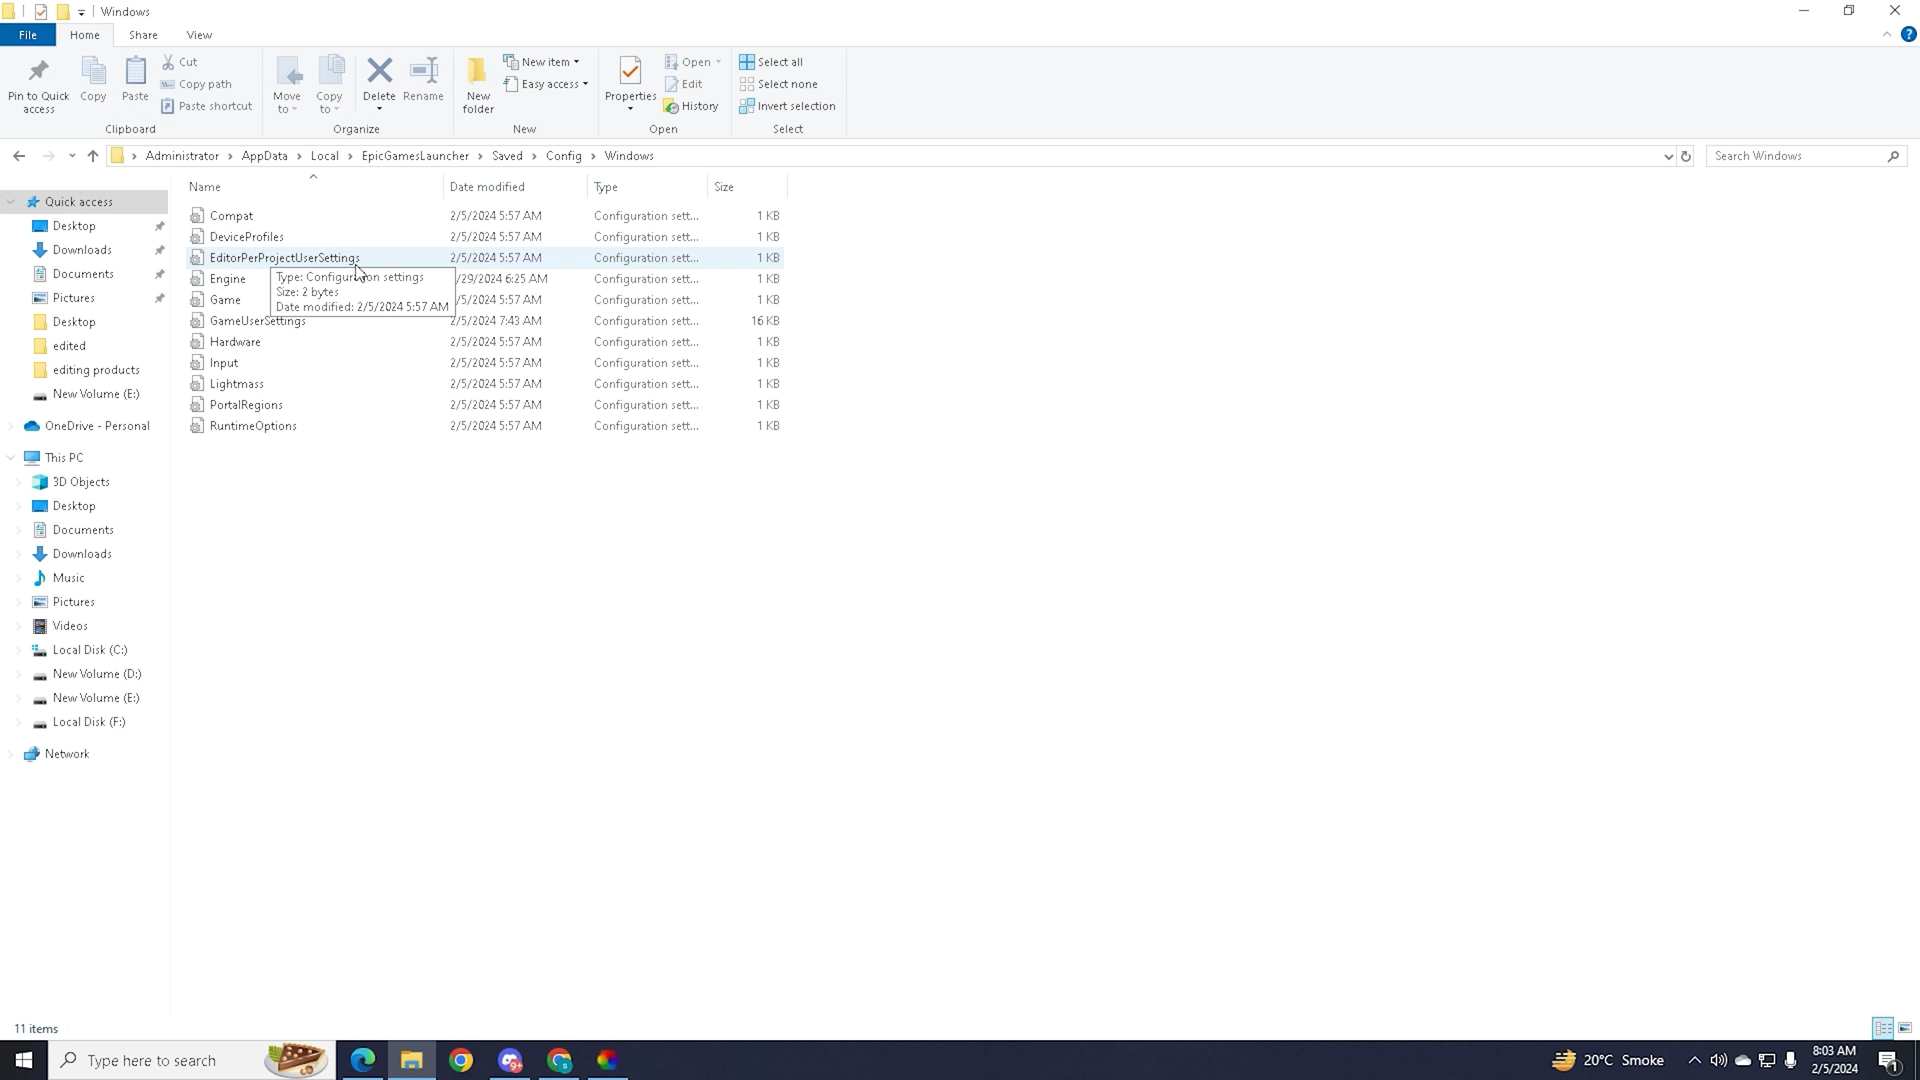 Windows
File Home Share View
Pin to Quick access
Copy
Paste
Cut
Copy path
Paste shortcut
Clipboard
Move to
Copy to
Delete
Rename
Organize
New folder
New item
Easy access
New
Properties
Open
Edit
History
Open
Select all
Select none
Invert selection
Select
Administrator > AppData > Local > EpicGamesLauncher > Saved > Config > Windows
Search Windows
Name Date modified Type Size
Compat 2/5/2024 5:57 AM Configuration sett... 1 KB
DeviceProfiles 2/5/2024 5:57 AM Configuration sett... 1 KB
EditorPerProjectUserSettings 2/5/2024 5:57 AM Configuration sett... 1 KB
Engine /29/2024 6:25 AM Configuration sett... 1 KB
Game /5/2024 5:57 AM Configuration sett... 1 KB
GameUserSettings 2/5/2024 7:43 AM Configuration sett... 16 KB
Hardware 2/5/2024 5:57 AM Configuration sett... 1 KB
Input 2/5/2024 5:57 AM Configuration sett... 1 KB
Lightmass 2/5/2024 5:57 AM Configuration sett... 1 KB
PortalRegions 2/5/2024 5:57 AM Configuration sett... 1 KB
RuntimeOptions 2/5/2024 5:57 AM Configuration sett... 1 KB
Type: Configuration settings
Size: 2 bytes
Date modified: 2/5/2024 5:57 AM
Quick access
Desktop
Downloads
Documents
Pictures
Desktop
edited
editing products
New Volume (E:)
OneDrive - Personal
This PC
3D Objects
Desktop
Documents
Downloads
Music
Pictures
Videos
Local Disk (C:)
New Volume (D:)
New Volume (E:)
Local Disk (F:)
Network
11 items
Type here to search
20°C Smoke
8:03 AM
2/5/2024